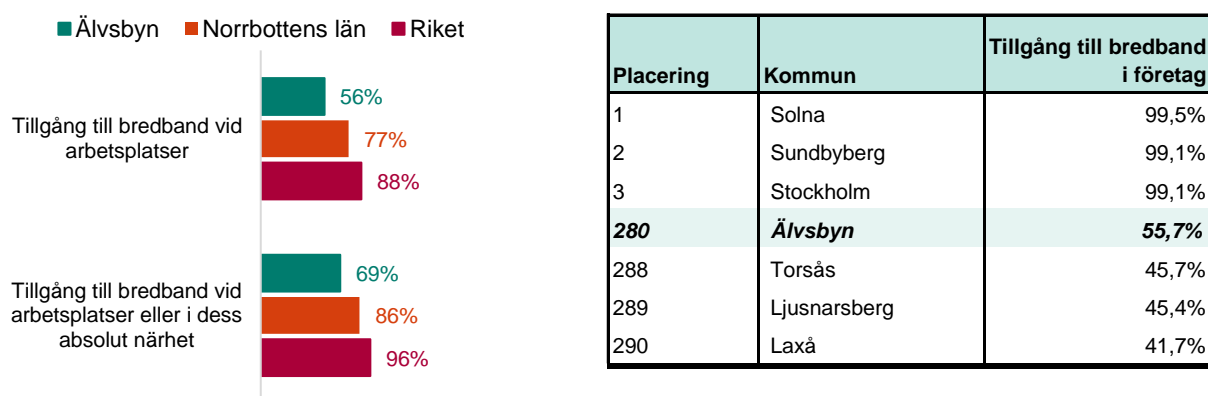 Älvsbyn Norrbottens län Riket
Tillgång till bredband vid
arbetsplatser
56%
77%
88%
Tillgång till bredband vid
arbetsplatser eller i dess
absolut närhet
69%
86%
96%
Placering Kommun Tillgång till bredband
i företag
1 Solna 99,5%
2 Sundbyberg 99,1%
3 Stockholm 99,1%
280 Älvsbyn 55,7%
288 Torsås 45,7%
289 Ljusnarsberg 45,4%
290 Laxå 41,7%